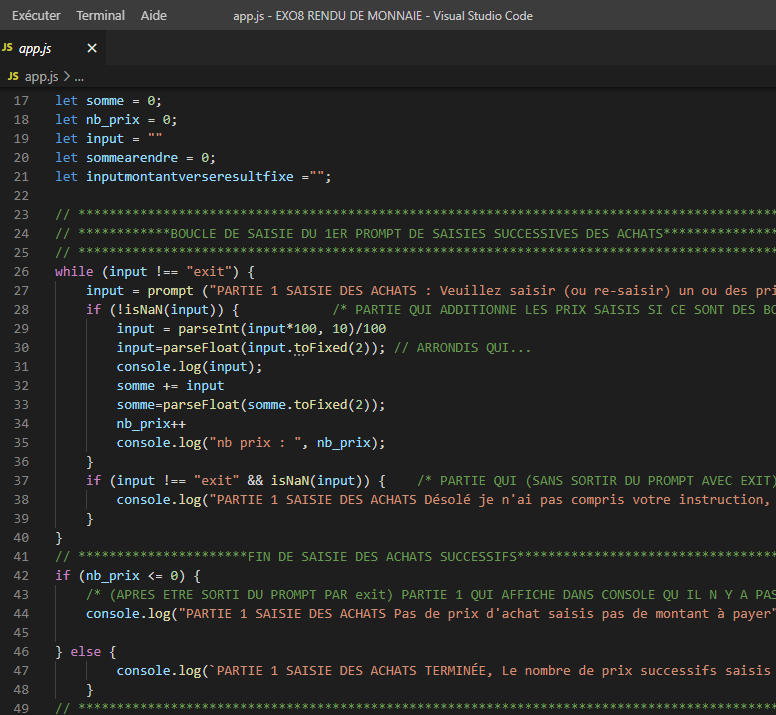 Exécuter Terminal Aide app.js - EXO8 RENDU DE MONNAIE - Visual Studio Code
JS app.js ×
JS app.js > ...
17 let somme = 0;
18 let nb_prix = 0;
19 let input = ""
20 let sommearendre = 0;
21 let inputmontantverseresultfixe ="";
22
23 // *******************************************************************************************
24 // ************BOUCLE DE SAISIE DU 1ER PROMPT DE SAISIES SUCCESSIVES DES ACHATS***************
25 // *******************************************************************************************
26 while (input !== "exit") {
27 input = prompt ("PARTIE 1 SAISIE DES ACHATS : Veuillez saisir (ou re-saisir) un ou des pri
28 if (!isNaN(input)) { /* PARTIE QUI ADDITIONNE LES PRIX SAISIS SI CE SONT DES BO
29 input = parseInt(input*100, 10)/100
30 input=parseFloat(input.toFixed(2)); // ARRONDIS QUI...
31 console.log(input);
32 somme += input
33 somme=parseFloat(somme.toFixed(2));
34 nb_prix++
35 console.log("nb prix : ", nb_prix);
36 }
37 if (input !== "exit" && isNaN(input)) { /* PARTIE QUI (SANS SORTIR DU PROMPT AVEC EXIT)
38 console.log("PARTIE 1 SAISIE DES ACHATS Désolé je n'ai pas compris votre instruction,
39 }
40 }
41 // **********************FIN DE SAISIE DES ACHATS SUCCESSIFS**********************************
42 if (nb_prix <= 0) {
43 /* (APRES ETRE SORTI DU PROMPT PAR exit) PARTIE 1 QUI AFFICHE DANS CONSOLE QU IL N Y A PAS
44 console.log("PARTIE 1 SAISIE DES ACHATS Pas de prix d'achat saisis pas de montant à payer"
45
46 } else {
47 console.log(`PARTIE 1 SAISIE DES ACHATS TERMINÉE, Le nombre de prix successifs saisis
48 }
49 // *******************************************************************************************